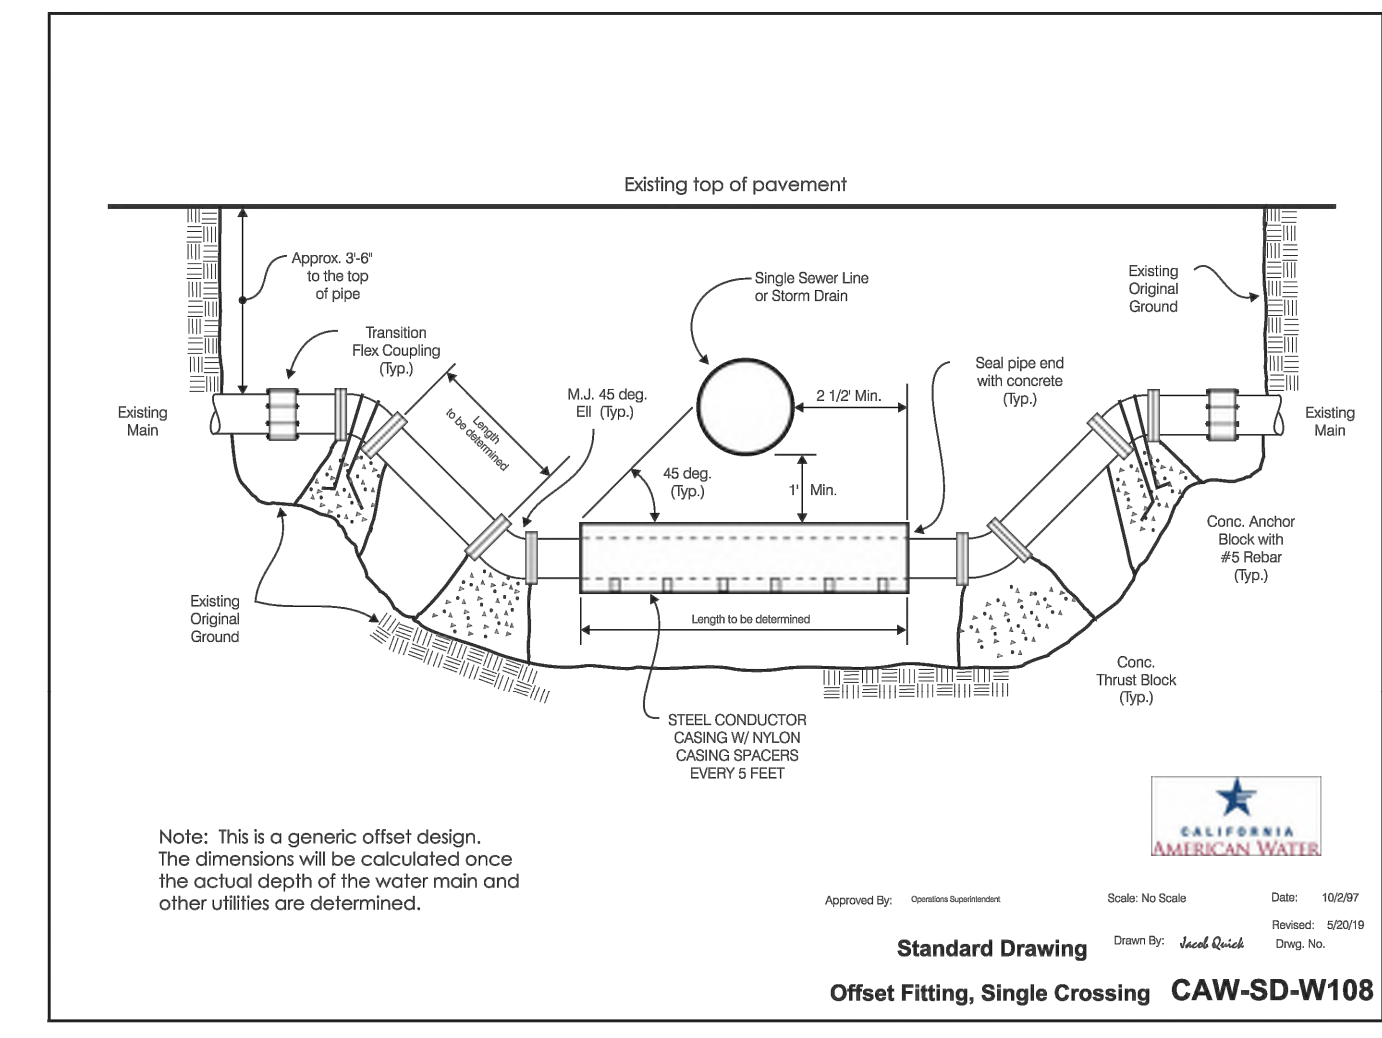 Existing top of pavement
Approx. 3'-6"
to the top
of pipe
Single Sewer Line
or Storm Drain
Existing
Original
Ground
Transition
Flex Coupling
(Typ.)
Seal pipe end
with concrete
(Typ.)
M.J. 45 deg.
Ell (Typ.)
2 1/2' Min.
Existing
Main
Length
to be determined
Existing
Main
45 deg.
(Typ.)
1' Min.
Conc. Anchor
Block with
#5 Rebar
(Typ.)
Existing
Original
Ground
Length to be determined
Conc.
Thrust Block
(Typ.)
STEEL CONDUCTOR
CASING W/ NYLON
CASING SPACERS
EVERY 5 FEET
CALIFORNIA
AMERICAN WATER
Note: This is a generic offset design.
The dimensions will be calculated once
the actual depth of the water main and
other utilities are determined.
Approved By: Operations Superintendent
Scale: No Scale
Date: 10/2/97
Revised: 5/20/19
Drawn By: Jacob Quick
Drwg. No.
Standard Drawing
Offset Fitting, Single Crossing
CAW-SD-W108